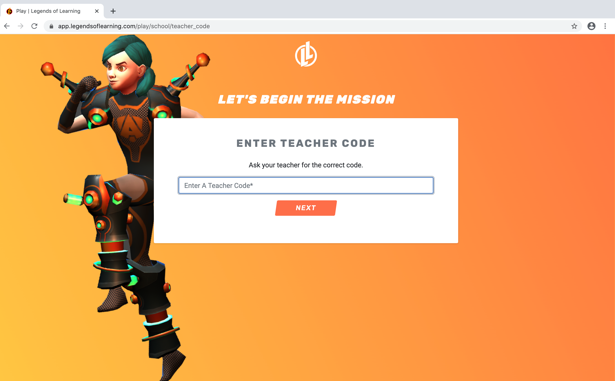 Play | Legends of Learning
app.legendsoflearning.com/play/school/teacher_code
LET'S BEGIN THE MISSION
ENTER TEACHER CODE
Ask your teacher for the correct code.
Enter A Teacher Code*
NEXT